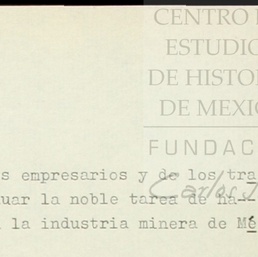 CENTRO
ESTUDIO
DE HISTO
DE MEXIC
FUNDAC
s empresarios y de los tra
Carlos
uar la noble tarea de ha-
la industria minera de Mé